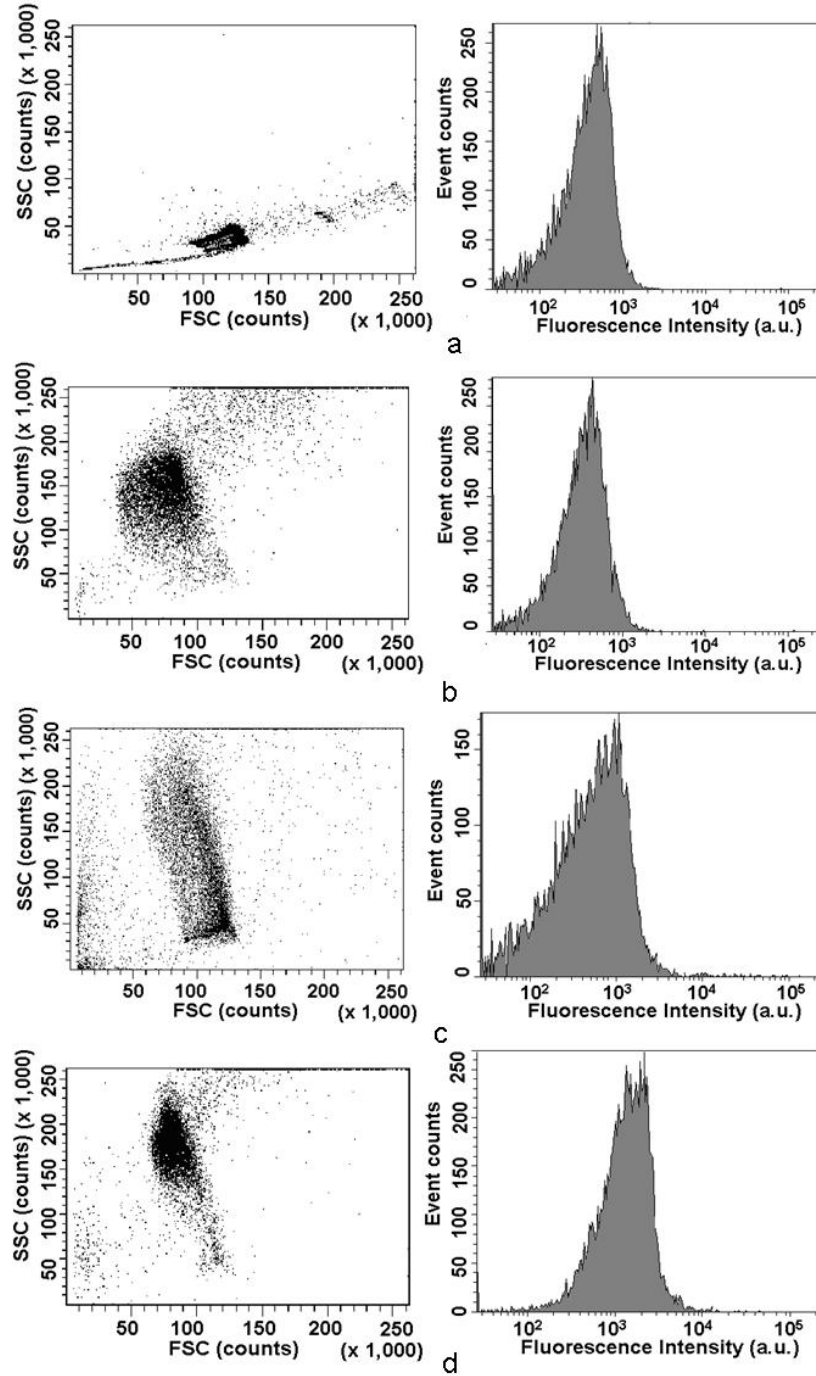 SSC (counts) (x 1,000)
250
200
150
100
50
50 100 150 200 250
FSC (counts) (x 1,000)
Event counts
250
200
150
100
50
0
10² 10³ 10⁴ 10⁵
Fluorescence Intensity (a.u.)
a
SSC (counts) (x 1,000)
250
200
150
100
50
50 100 150 200 250
FSC (counts) (x 1,000)
Event counts
250
200
150
100
50
0
10² 10³ 10⁴ 10⁵
Fluorescence Intensity (a.u.)
b
SSC (counts) (x 1,000)
250
200
150
100
50
50 100 150 200 250
FSC (counts) (x 1,000)
Event counts
150
100
50
0
10² 10³ 10⁴ 10⁵
Fluorescence Intensity (a.u.)
c
SSC (counts) (x 1,000)
250
200
150
100
50
50 100 150 200 250
FSC (counts) (x 1,000)
Event counts
250
200
150
100
50
0
10² 10³ 10⁴ 10⁵
Fluorescence Intensity (a.u.)
d